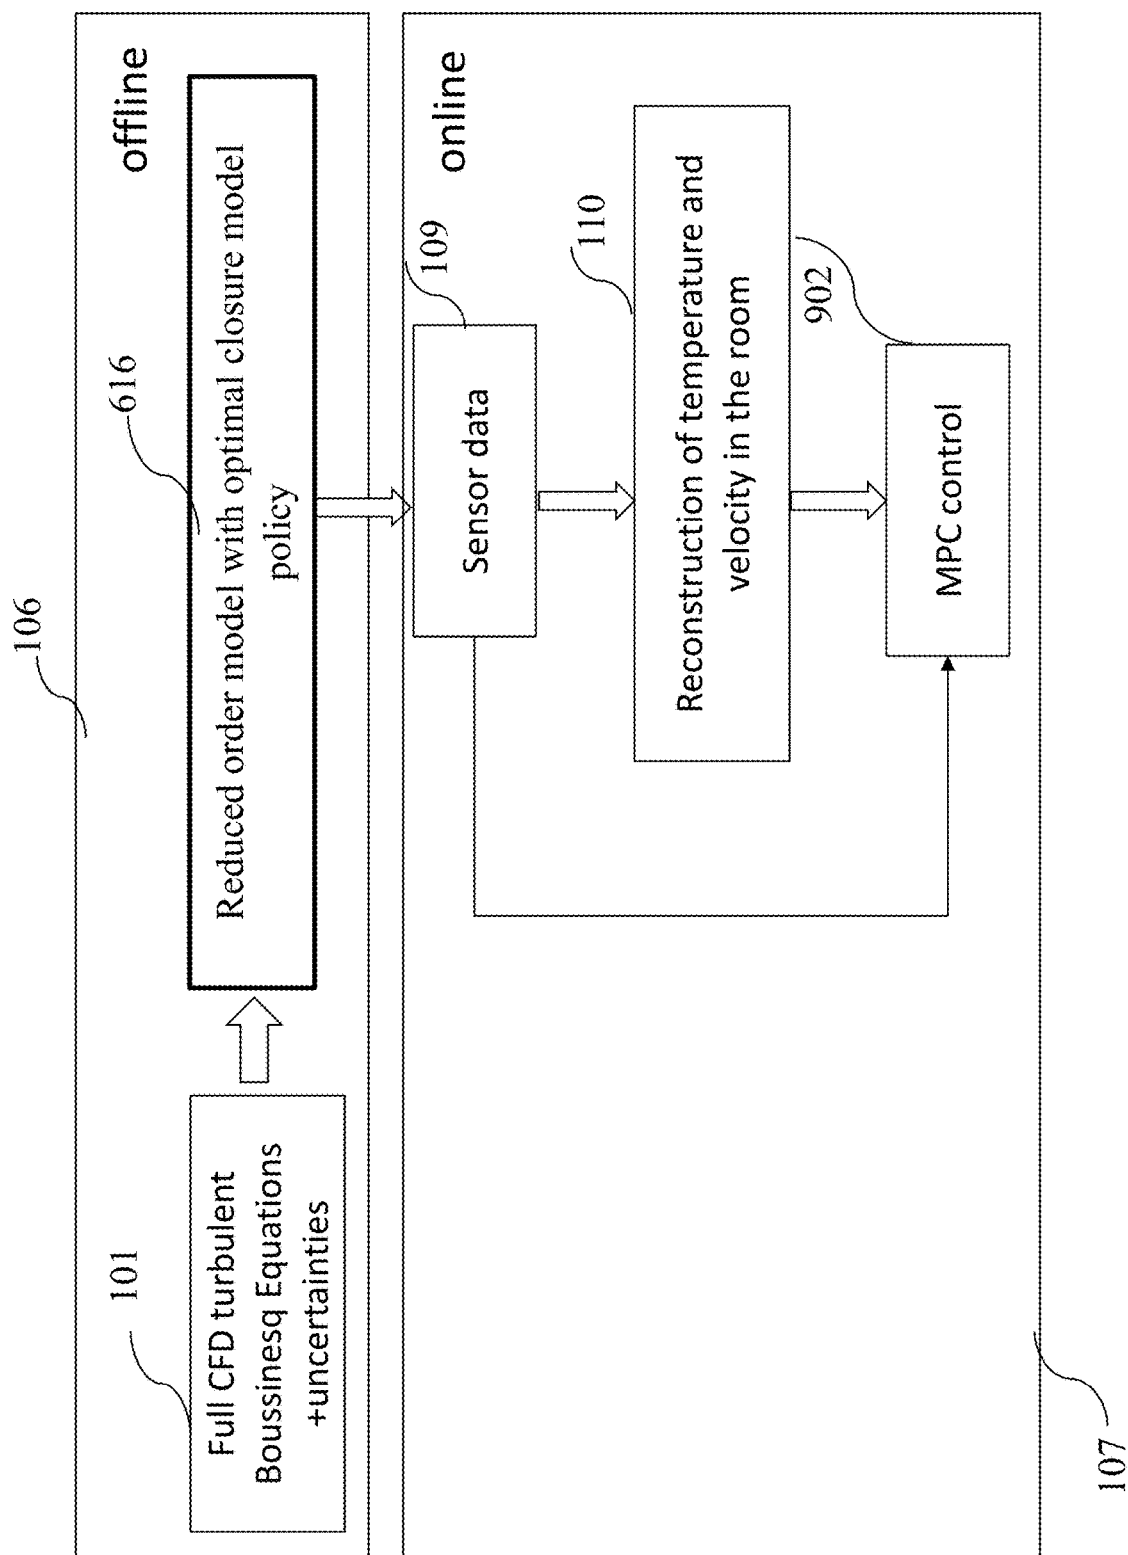 106
offline
101
Full CFD turbulent
Boussinesq Equations
+uncertainties
616
Reduced order model with optimal closure model
policy
online
109
Sensor data
110
Reconstruction of temperature and
velocity in the room
902
MPC control
107